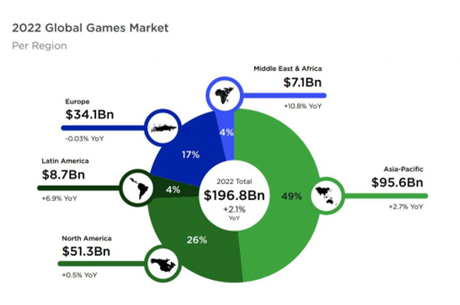 2022 Global Games Market
Per Region
Middle East & Africa
$7.1Bn
+10.8% YoY
Europe
$34.1Bn
-0.03% YoY
Latin America
$8.7Bn
+6.9% YoY
North America
$51.3Bn
+0.5% YoY
Asia-Pacific
$95.6Bn
+2.7% YoY
4%
17%
4%
26%
49%
2022 Total
$196.8Bn
+2.1%
YoY